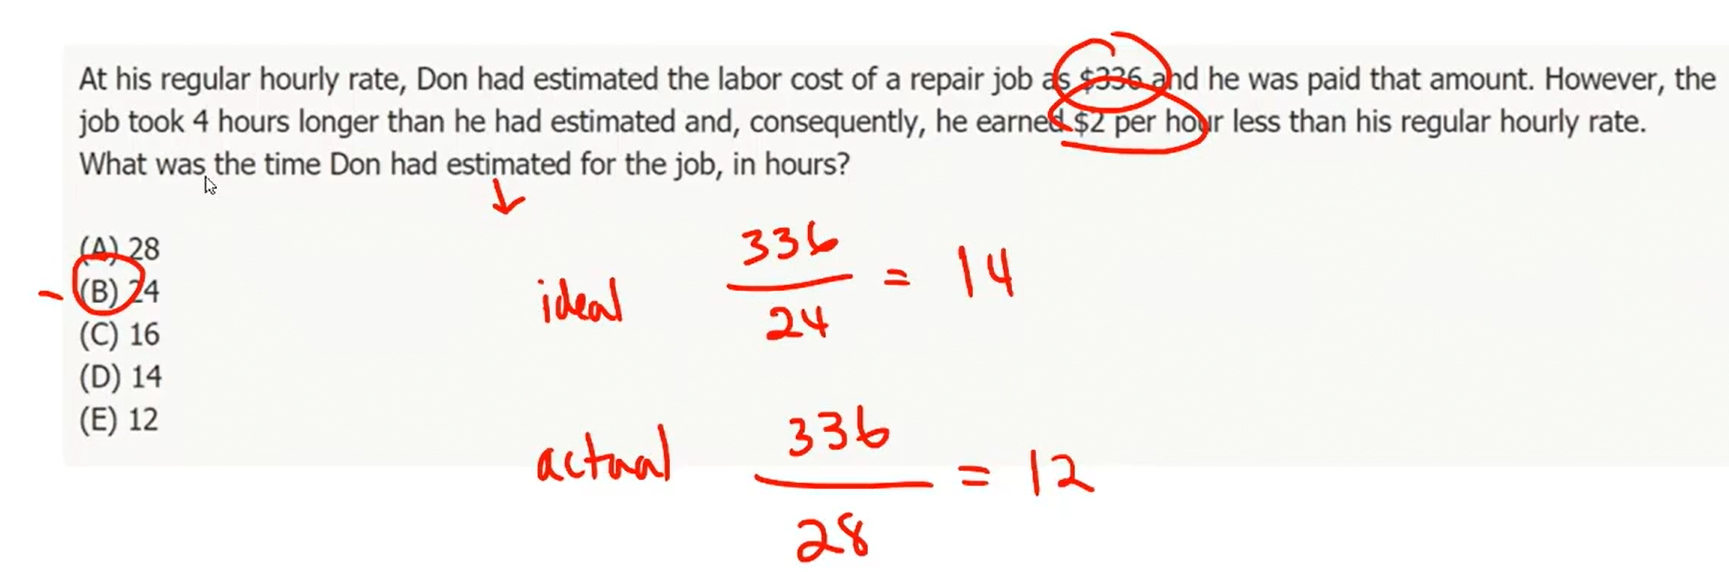 At his regular hourly rate, Don had estimated the labor cost of a repair job as $336 and he was paid that amount. However, the
job took 4 hours longer than he had estimated and, consequently, he earned $2 per hour less than his regular hourly rate.
What was the time Don had estimated for the job, in hours?
(A) 28
(B) 24
(C) 16
(D) 14
(E) 12
ideal 336/24 = 14
actual 336/28 = 12